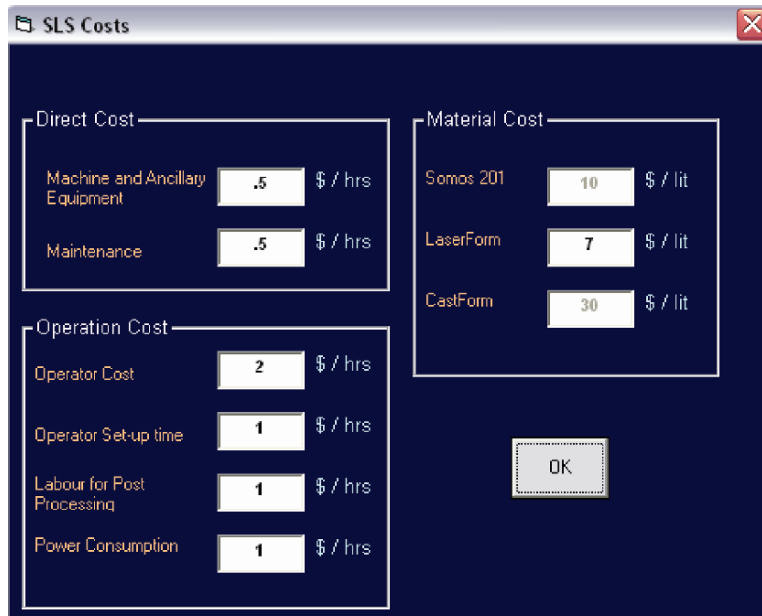 SLS Costs
Direct Cost
Machine and Ancillary
Equipment
.5
$ / hrs
Maintenance
.5
$ / hrs
Operation Cost
Operator Cost
2
$ / hrs
Operator Set-up time
1
$ / hrs
Labour for Post
Processing
1
$ / hrs
Power Consumption
1
$ / hrs
Material Cost
Somos 201
10
$ / lit
LaserForm
7
$ / lit
CastForm
30
$ / lit
OK